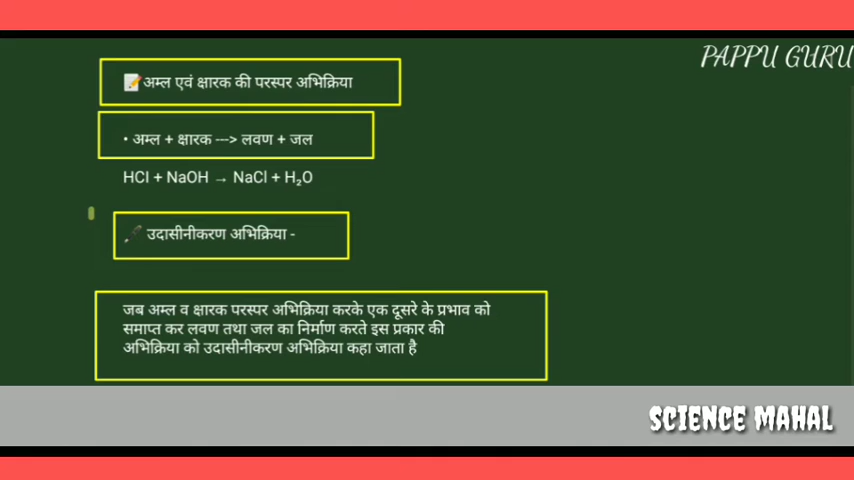 PAPPU GURU
📝अम्ल एवं क्षारक की परस्पर अभिक्रिया
• अम्ल + क्षारक ---> लवण + जल
HCl + NaOH → NaCl + H₂O
🖋 उदासीनीकरण अभिक्रिया -
जब अम्ल व क्षारक परस्पर अभिक्रिया करके एक दूसरे के प्रभाव को
समाप्त कर लवण तथा जल का निर्माण करते इस प्रकार की
अभिक्रिया को उदासीनीकरण अभिक्रिया कहा जाता है
SCIENCE MAHAL